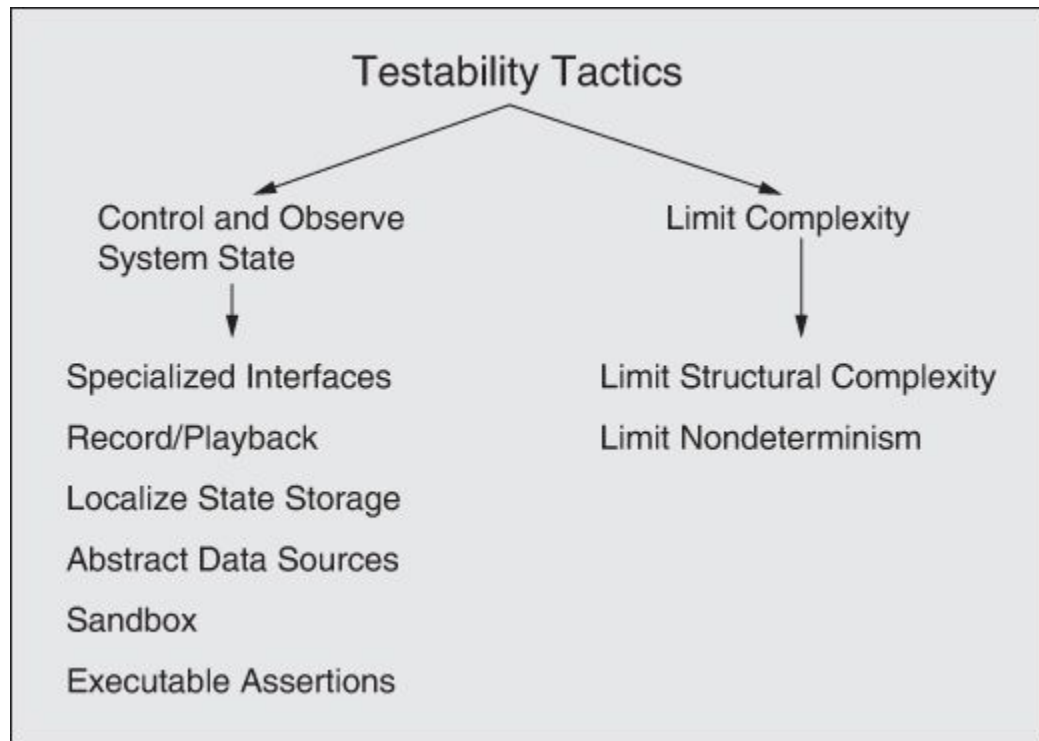 Testability Tactics
Control and Observe
System State
Specialized Interfaces
Record/Playback
Localize State Storage
Abstract Data Sources
Sandbox
Executable Assertions
Limit Complexity
Limit Structural Complexity
Limit Nondeterminism